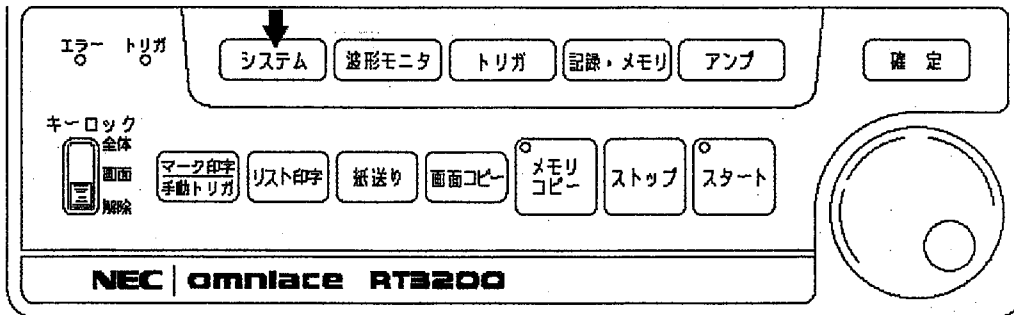 エラー トリガ
システム 波形モニタ トリガ 記録・メモリ アンプ 確定
キーロック
全体
画面
解除
マーク印字
手動トリガ
リスト印字 紙送り 画面コピー
メモリ
コピー
ストップ スタート
NEC omniace RT3200